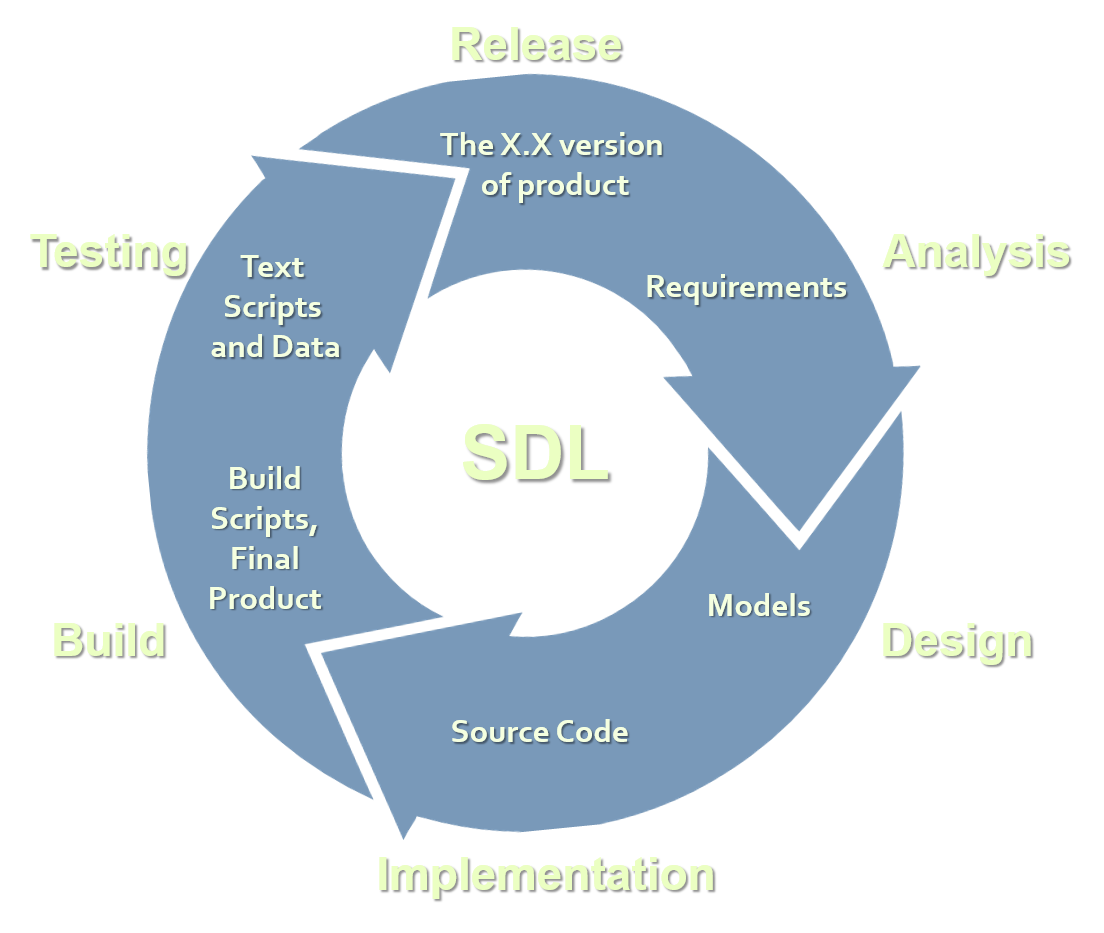 Release
The X.X version
of product
Testing
Analysis
Text
Scripts
and Data
Requirements
SDL
Build
Scripts,
Final
Product
Models
Build
Design
Source Code
Implementation